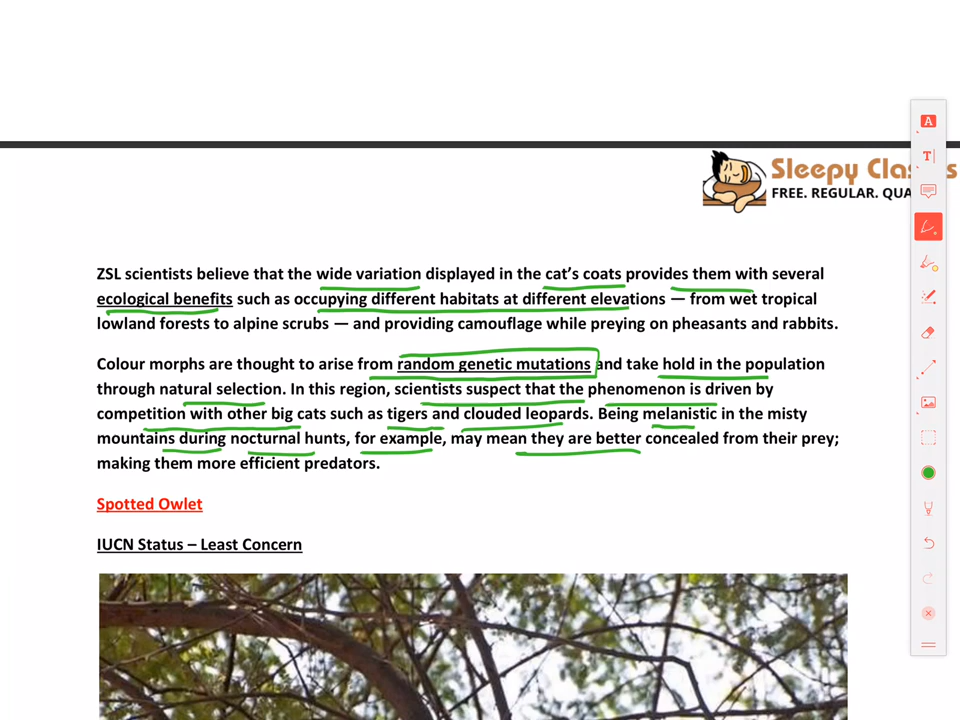 Sleepy Clas s
FREE. REGULAR. QUA
A
T
ZSL scientists believe that the wide variation displayed in the cat's coats provides them with several
ecological benefits such as occupying different habitats at different elevations — from wet tropical
lowland forests to alpine scrubs — and providing camouflage while preying on pheasants and rabbits.
Colour morphs are thought to arise from random genetic mutations and take hold in the population
through natural selection. In this region, scientists suspect that the phenomenon is driven by
competition with other big cats such as tigers and clouded leopards. Being melanistic in the misty
mountains during nocturnal hunts, for example, may mean they are better concealed from their prey;
making them more efficient predators.
Spotted Owlet
IUCN Status – Least Concern